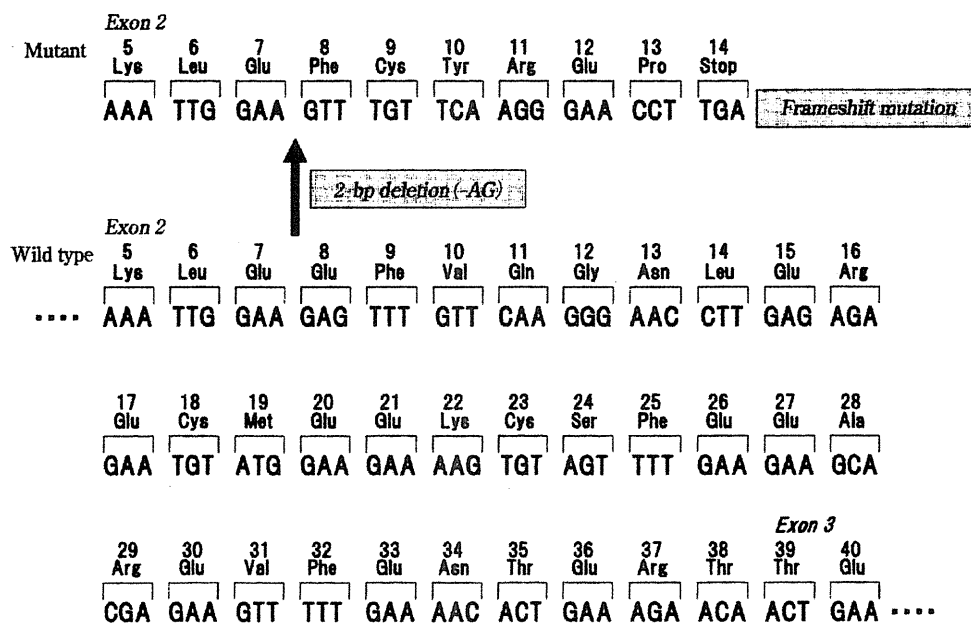 Exon 2
Mutant 5 6 7 8 9 10 11 12 13 14
Lys Leu Glu Phe Cys Tyr Arg Glu Pro Stop
AAA TTG GAA GTT TGT TCA AGG GAA CCT TGA Frameshift mutation
2-bp deletion (-AG)
Exon 2
Wild type 5 6 7 8 9 10 11 12 13 14 15 16
Lys Leu Glu Glu Phe Val Gln Gly Asn Leu Glu Arg
.... AAA TTG GAA GAG TTT GTT CAA GGG AAC CTT GAG AGA
17 18 19 20 21 22 23 24 25 26 27 28
Glu Cys Met Glu Glu Lys Cys Ser Phe Glu Glu Ala
GAA TGT ATG GAA GAA AAG TGT AGT TTT GAA GAA GCA
Exon 3
29 30 31 32 33 34 35 36 37 38 39 40
Arg Glu Val Phe Glu Asn Thr Glu Arg Thr Thr Glu
CGA GAA GTT TTT GAA AAC ACT GAA AGA ACA ACT GAA ....